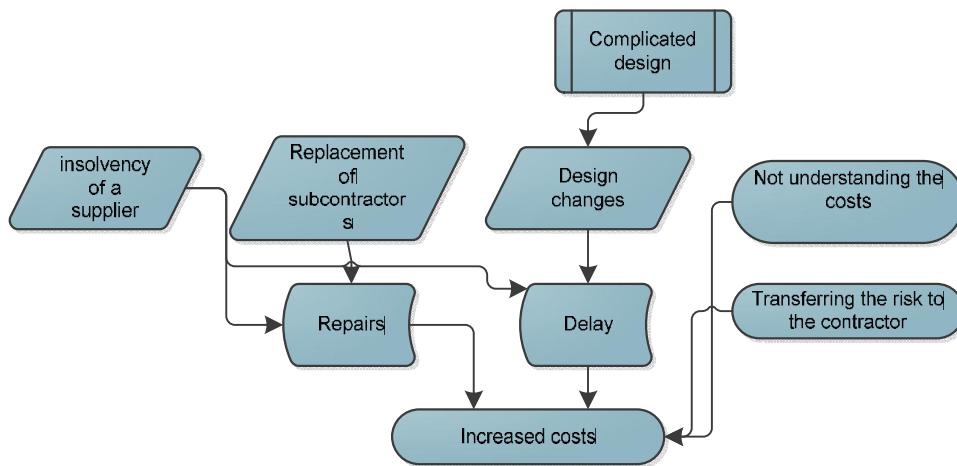 Complicated
design
insolvency
of a
supplier
Replacement
of
subcontractor
s
Design
changes
Not understanding the
costs
Transferring the risk to
the contractor
Repairs
Delay
Increased costs